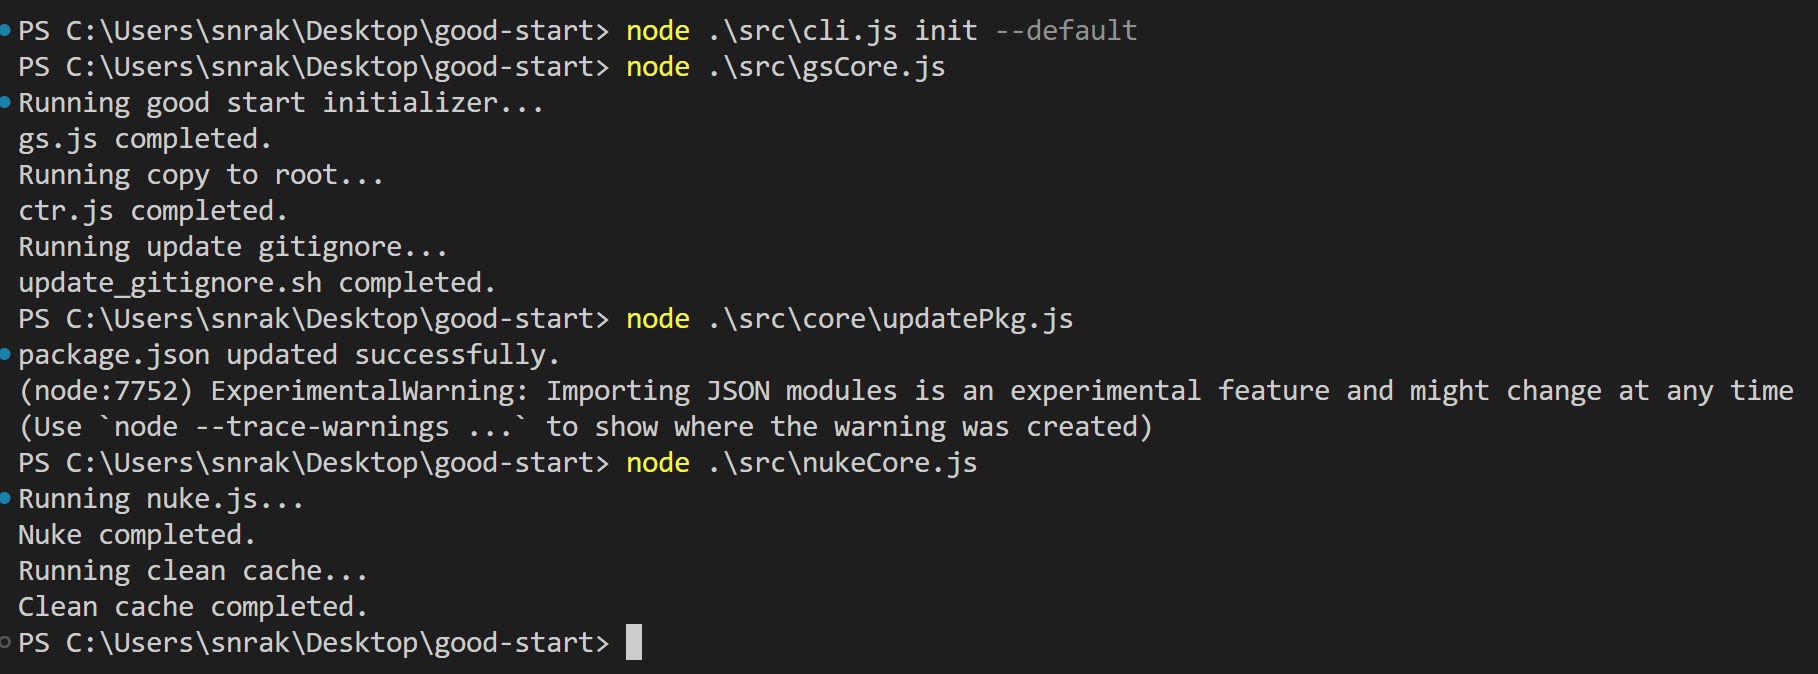 PS C:\Users\snrak\Desktop\good-start> node .\src\cli.js init --default
PS C:\Users\snrak\Desktop\good-start> node .\src\gsCore.js
Running good start initializer...
gs.js completed.
Running copy to root...
ctr.js completed.
Running update gitignore...
update_gitignore.sh completed.
PS C:\Users\snrak\Desktop\good-start> node .\src\core\updatePkg.js
package.json updated successfully.
(node:7752) ExperimentalWarning: Importing JSON modules is an experimental feature and might change at any time
(Use `node --trace-warnings ...` to show where the warning was created)
PS C:\Users\snrak\Desktop\good-start> node .\src\nukeCore.js
Running nuke.js...
Nuke completed.
Running clean cache...
Clean cache completed.
PS C:\Users\snrak\Desktop\good-start>